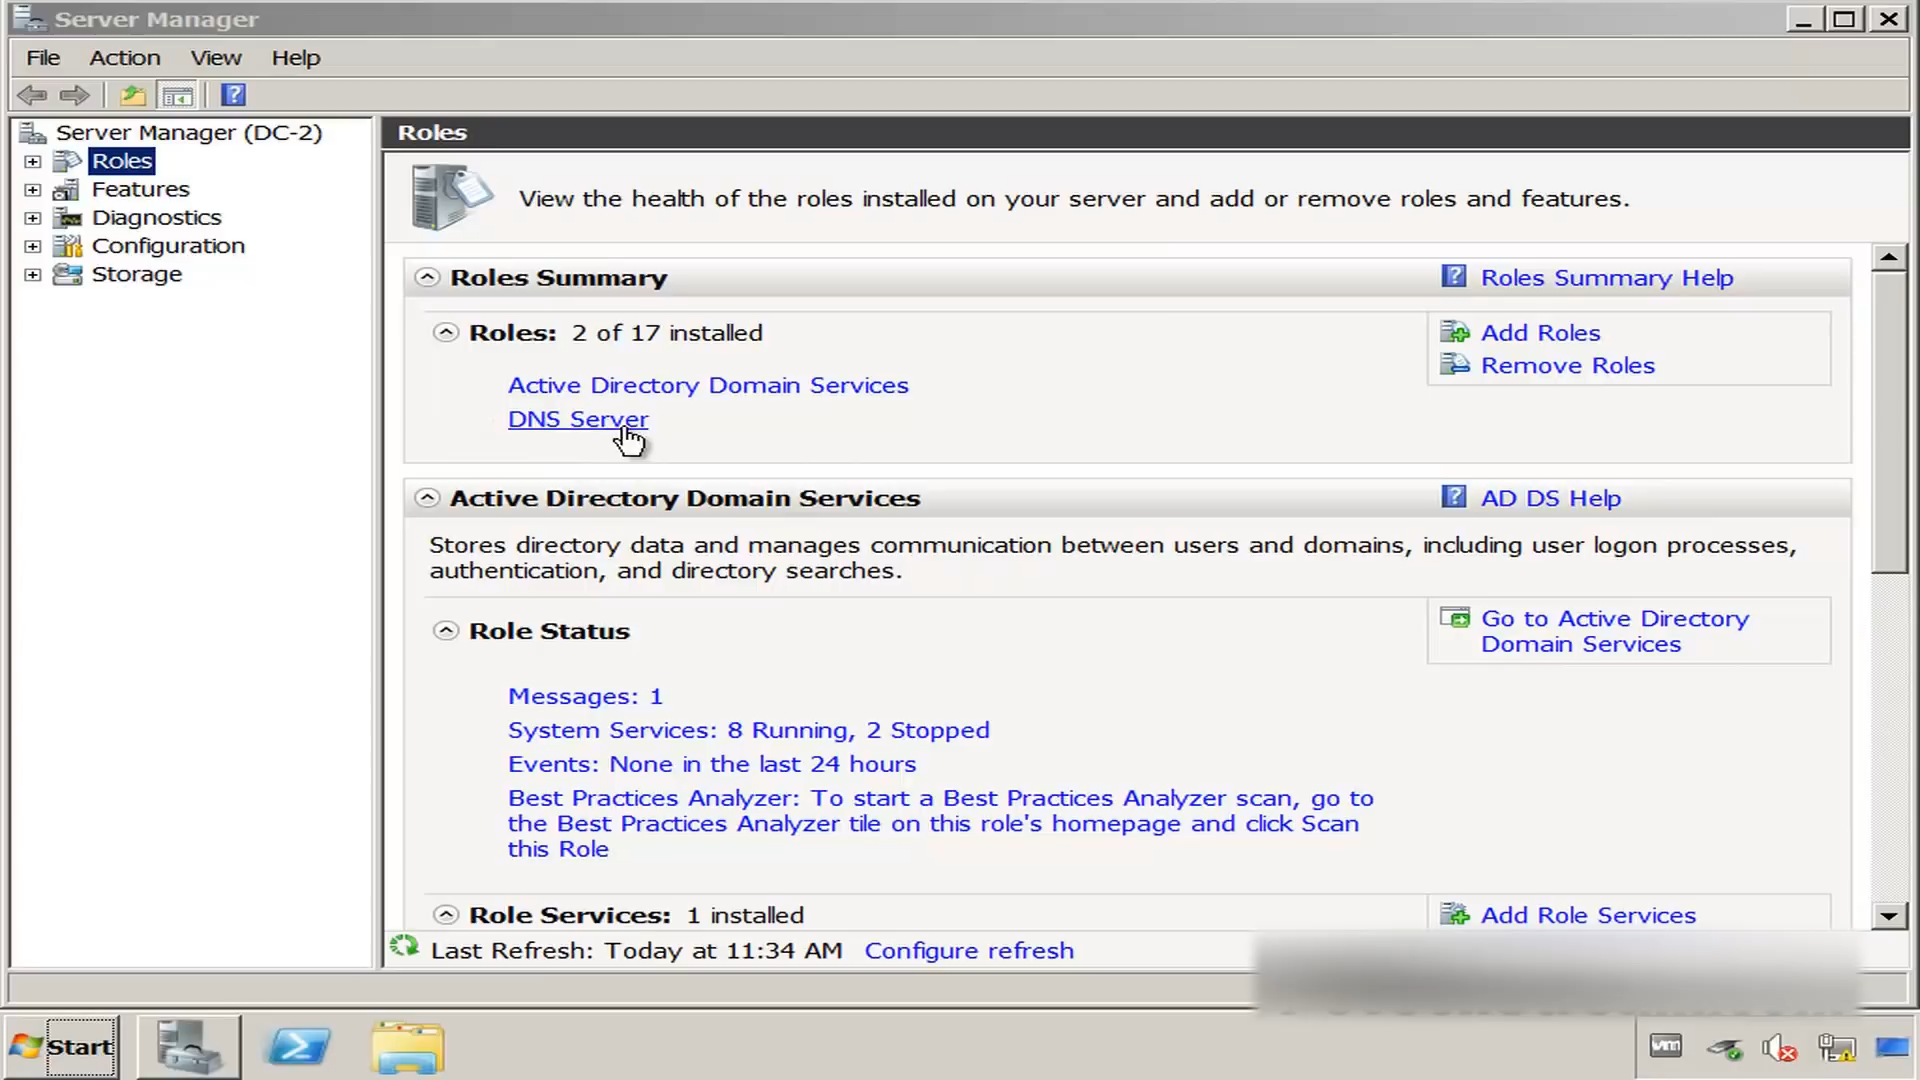 Server Manager
File Action View Help
Server Manager (DC-2)
Roles
Features
Diagnostics
Configuration
Storage
Roles
View the health of the roles installed on your server and add or remove roles and features.
Roles Summary
Roles Summary Help
Roles: 2 of 17 installed
Add Roles
Remove Roles
Active Directory Domain Services
DNS Server
Active Directory Domain Services
AD DS Help
Stores directory data and manages communication between users and domains, including user logon processes,
authentication, and directory searches.
Role Status
Go to Active Directory
Domain Services
Messages: 1
System Services: 8 Running, 2 Stopped
Events: None in the last 24 hours
Best Practices Analyzer: To start a Best Practices Analyzer scan, go to
the Best Practices Analyzer tile on this role's homepage and click Scan
this Role
Role Services: 1 installed
Add Role Services
Last Refresh: Today at 11:34 AM Configure refresh
Start
vm